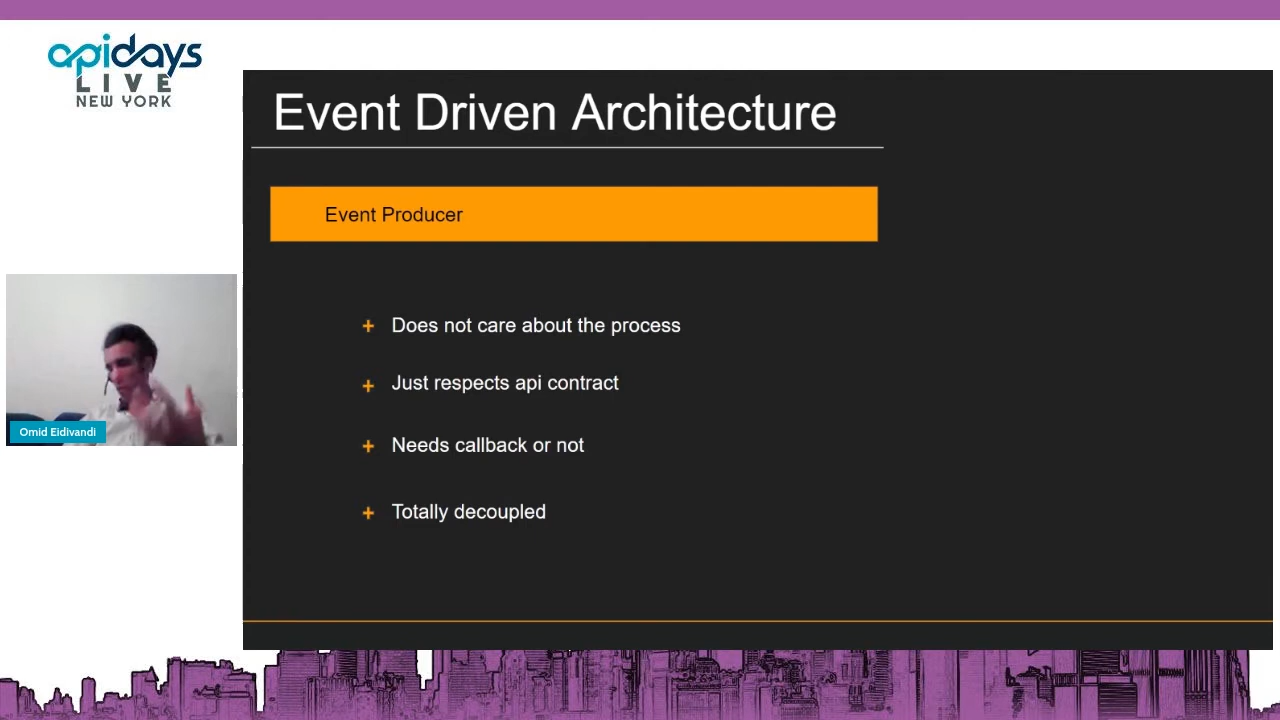 apidays
LIVE
NEW YORK
Event Driven Architecture
Event Producer
Does not care about the process
Just respects api contract
Needs callback or not
Totally decoupled
Omid Eidivandi